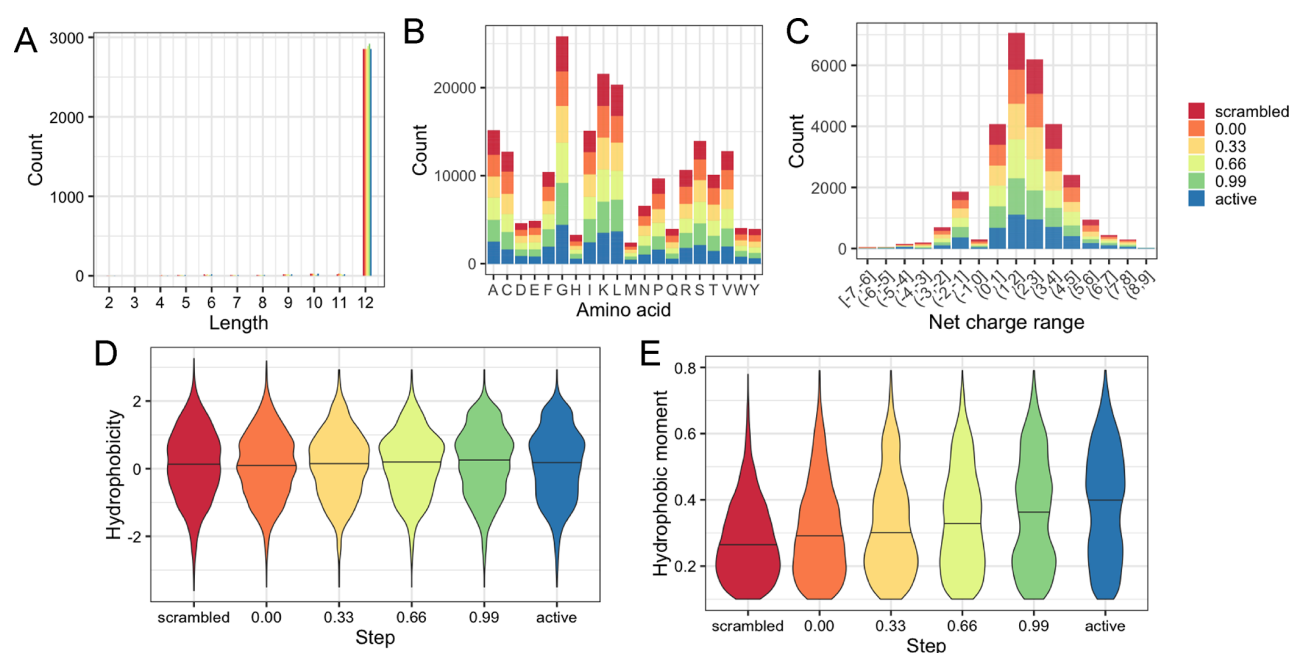 A
Count
3000
2000
1000
0
2 3 4 5 6 7 8 9 10 11 12
Length
B
Count
20000
10000
0
A C D E F G H I K L M N P Q R S T V W Y
Amino acid
C
Count
6000
4000
2000
0
[-7,-6] (-6,-5] (-5,-4] (-4,-3] (-3,-2] (-2,-1] (-1,0] (0,1] (1,2] (2,3] (3,4] (4,5] (5,6] (6,7] (7,8] (8,9]
Net charge range
scrambled
0.00
0.33
0.66
0.99
active
D
Hydrophobicity
2
0
-2
scrambled 0.00 0.33 0.66 0.99 active
Step
E
Hydrophobic moment
0.8
0.6
0.4
0.2
scrambled 0.00 0.33 0.66 0.99 active
Step